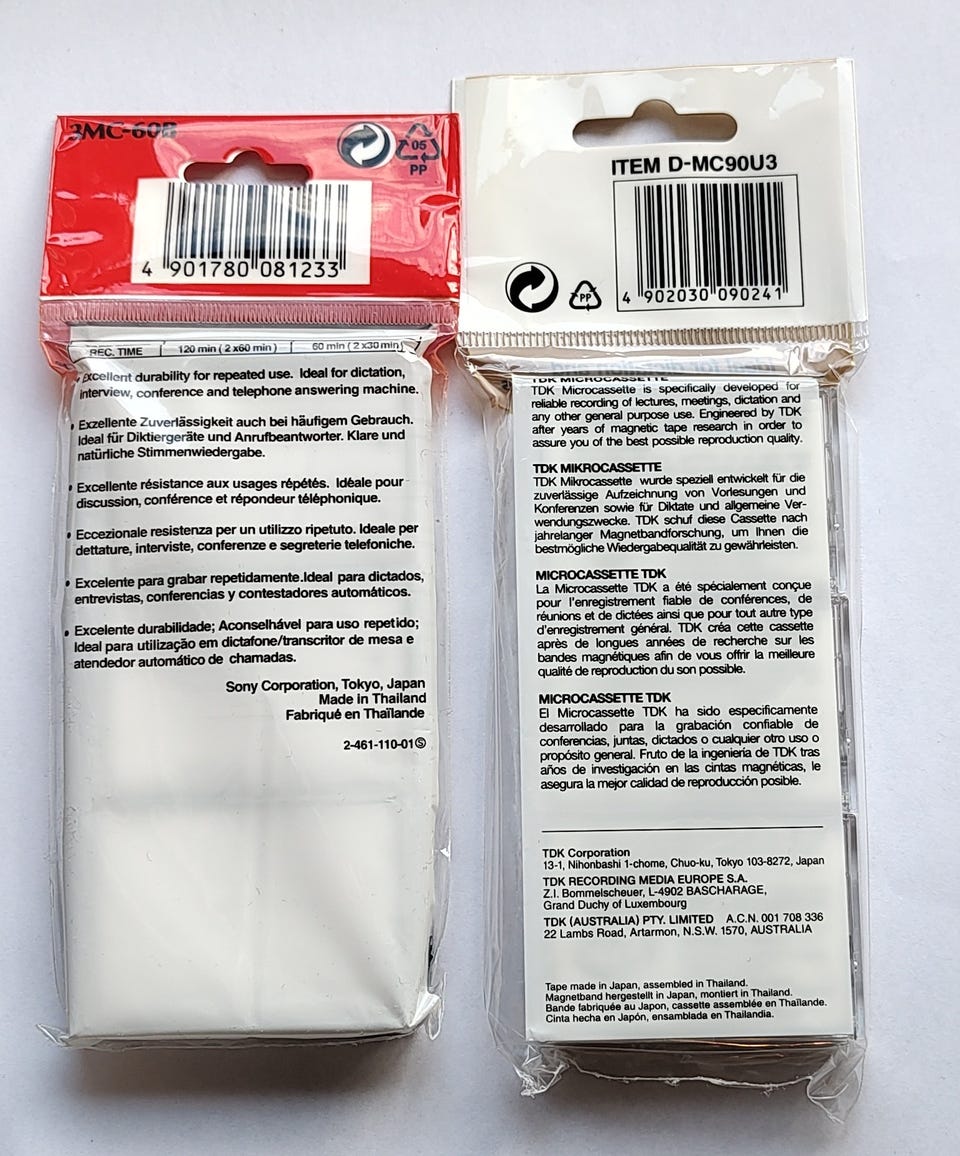 3MC-60B
05
PP
4 901780 081233
REC. TIME 120 min ( 2 x60 min ) 60 min ( 2 x30 min )
• Excellent durability for repeated use. Ideal for dictation,
interview, conference and telephone answering machine.
• Exzellente Zuverlässigkeit auch bei häufigem Gebrauch.
Ideal für Diktiergeräte und Anrufbeantworter. Klare und
natürliche Stimmenwiedergabe.
• Excellente résistance aux usages répétés. Idéale pour
discussion, conférence et répondeur téléphonique.
• Eccezionale resistenza per un utilizzo ripetuto. Ideale per
dettature, interviste, conferenze e segreterie telefoniche.
• Excelente para grabar repetidamente.Ideal para dictados,
entrevistas, conferencias y contestadores automáticos.
• Excelente durabilidade; Aconselhável para uso repetido;
Ideal para utilização em dictafone/transcritor de mesa e
atendedor automático de chamadas.
Sony Corporation, Tokyo, Japan
Made in Thailand
Fabriqué en Thaïlande
2-461-110-01Ⓢ
ITEM D-MC90U3
PP
4 902030 090241
TDK MICROCASSETTE
TDK Microcassette is specifically developed for
reliable recording of lectures, meetings, dictation and
any other general purpose use. Engineered by TDK
after years of magnetic tape research in order to
assure you of the best possible reproduction quality.
TDK MIKROCASSETTE
TDK Mikrocassette wurde speziell entwickelt für die
zuverlässige Aufzeichnung von Vorlesungen und
Konferenzen sowie für Diktate und allgemeine Ver-
wendungszwecke. TDK schuf diese Cassette nach
jahrelanger Magnetbandforschung, um Ihnen die
bestmögliche Wiedergabequalität zu gewährleisten.
MICROCASSETTE TDK
La Microcassette TDK a été spécialement conçue
pour l'enregistrement fiable de conférences, de
réunions et de dictées ainsi que pour tout autre type
d'enregistrement général. TDK créa cette cassette
après de longues années de recherche sur les
bandes magnétiques afin de vous offrir la meilleure
qualité de reproduction du son possible.
MICROCASSETTE TDK
El Microcassette TDK ha sido especificamente
desarrollado para la grabación confiable de
conferencias, juntas, dictados o cualquier otro uso o
propósito general. Fruto de la ingeniería de TDK tras
años de investigación en las cintas magnéticas, le
asegura la mejor calidad de reproducción posible.
TDK Corporation
13-1, Nihonbashi 1-chome, Chuo-ku, Tokyo 103-8272, Japan
TDK RECORDING MEDIA EUROPE S.A.
Z.I. Bommelscheuer, L-4902 BASCHARAGE,
Grand Duchy of Luxembourg
TDK (AUSTRALIA) PTY. LIMITED A.C.N. 001 708 336
22 Lambs Road, Artarmon, N.S.W. 1570, AUSTRALIA
Tape made in Japan, assembled in Thailand.
Magnetband hergestellt in Japan, montiert in Thailand.
Bande fabriquée au Japon, cassette assemblée en Thaïlande.
Cinta hecha en Japón, ensamblada en Thailandia.